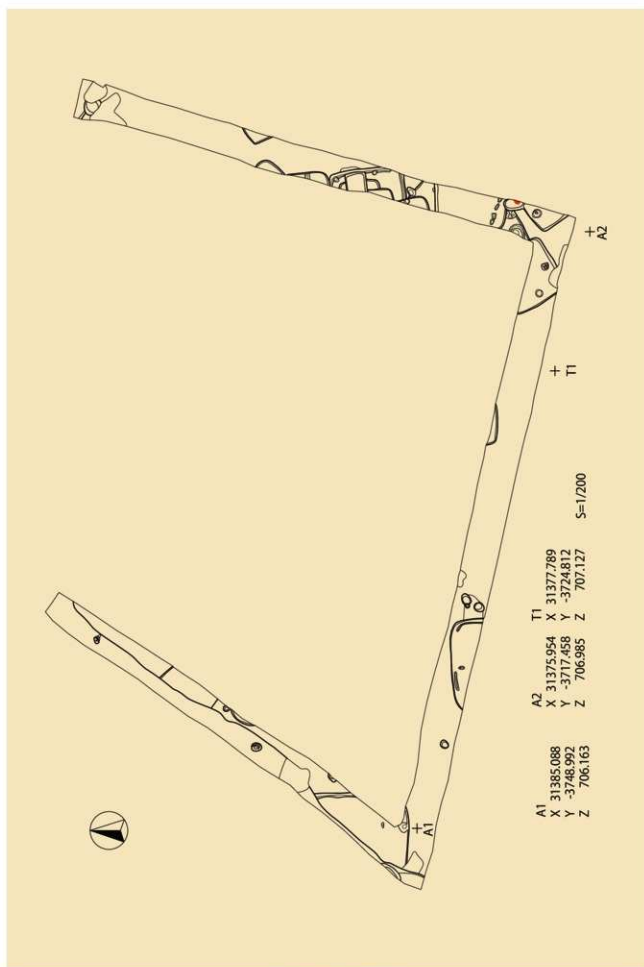 A2
T1
A1
A1
X 31385.088
Y -3748.992
Z 706.163
A2
X 31375.954
Y -3717.458
Z 706.985
T1
X 31377.789
Y -3724.812
Z 707.127
S=1/200